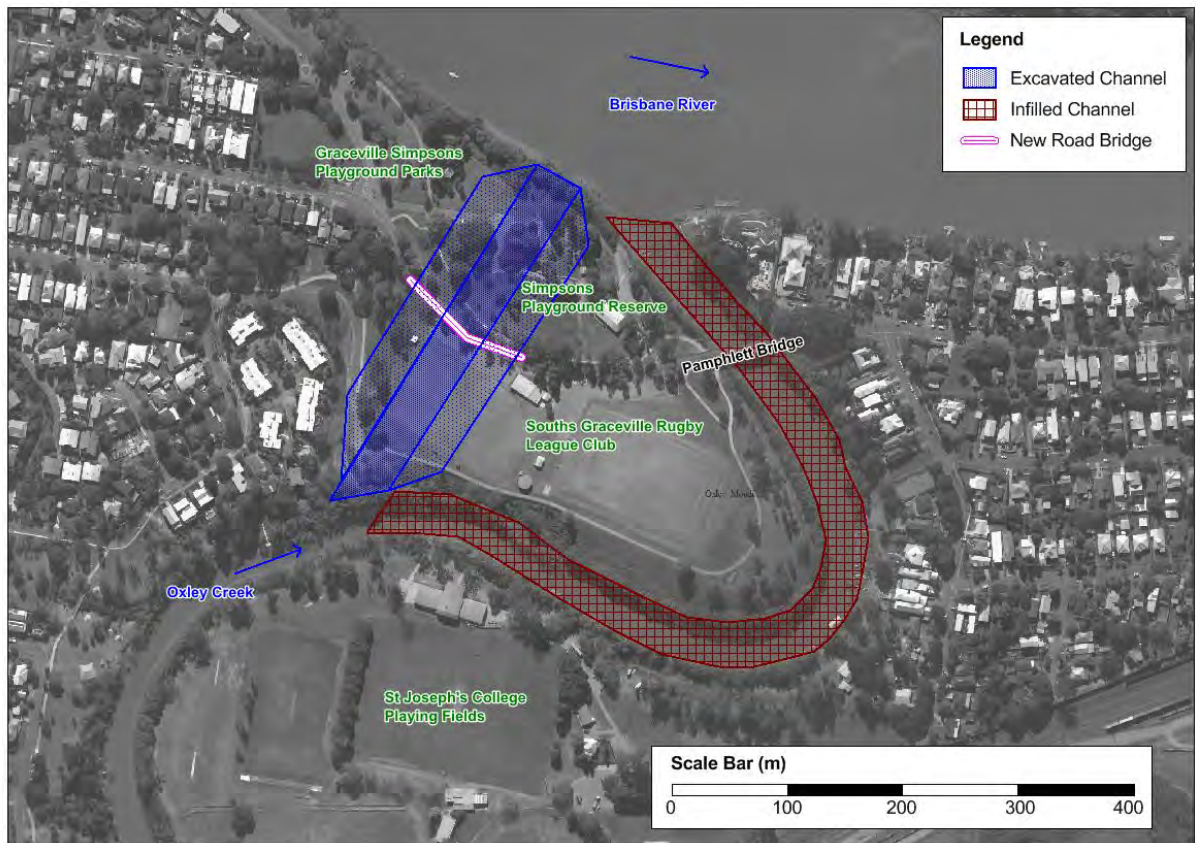 Legend
Excavated Channel
Infilled Channel
New Road Bridge
Brisbane River
Graceville Simpsons
Playground Parks
Simpsons
Playground Reserve
Pamphlett Bridge
Souths Graceville Rugby
League Club
Oxley Creek
St Joseph's College
Playing Fields
Scale Bar (m)
0 100 200 300 400